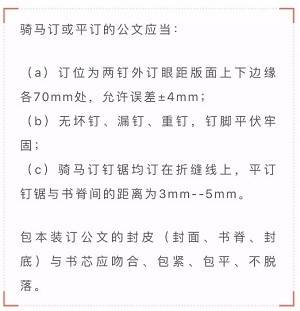 骑马订或平订的公文应当：
（a）订位为两钉外订眼距版面上下边缘
各70mm处，允许误差±4mm；
（b）无坏钉、漏钉、重钉，钉脚平伏牢
固；
（c）骑马订钉锯均订在折缝线上，平订
钉锯与书脊间的距离为3mm--5mm。
包本装订公文的封皮（封面、书脊、封
底）与书芯应吻合、包紧、包平、不脱
落。